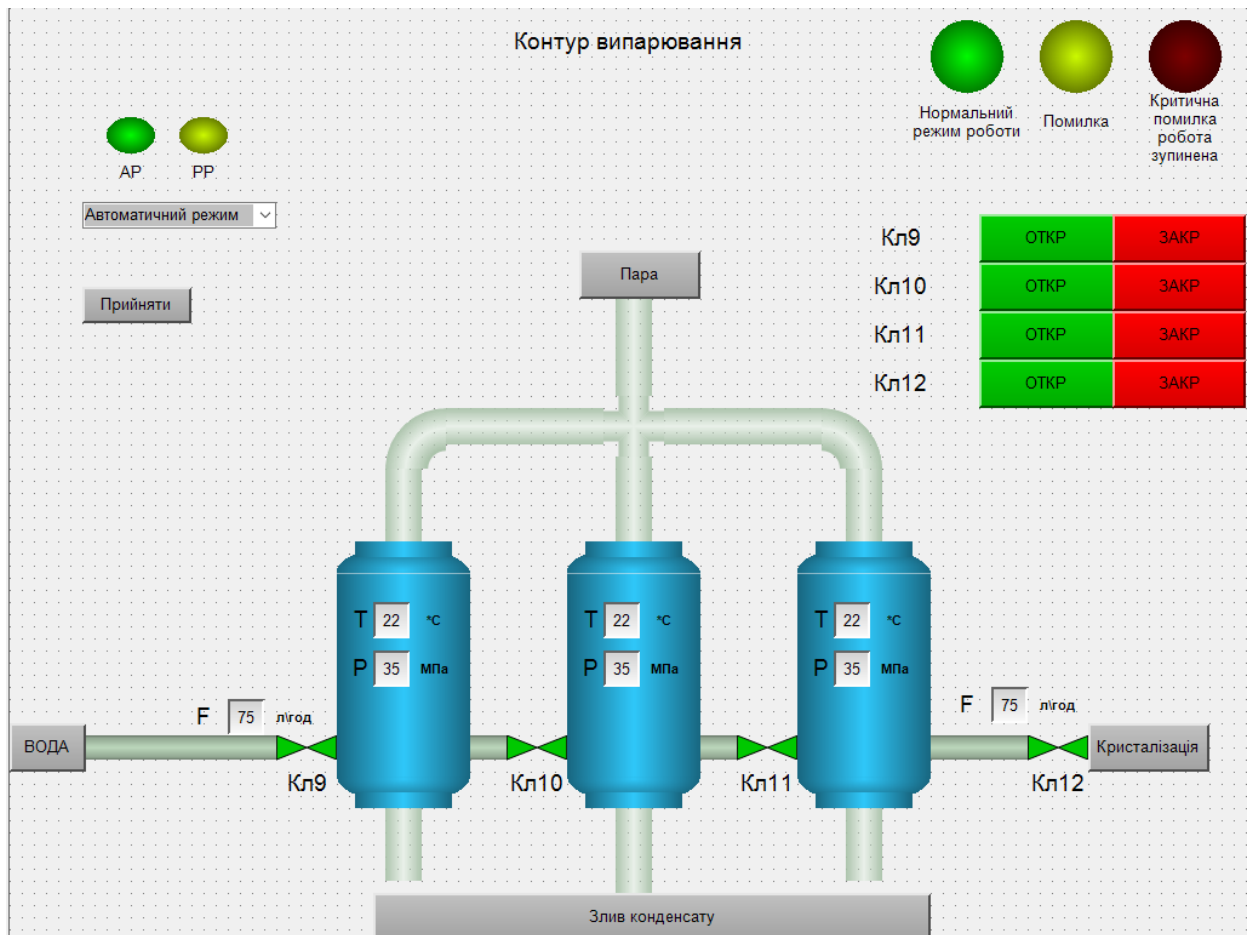 Контур випарювання
Нормальний
режим роботи
Помилка
Критична
помилка
робота
зупинена
АР
РР
Автоматичний режим
Прийняти
Кл9
ОТКР
ЗАКР
Кл10
ОТКР
ЗАКР
Кл11
ОТКР
ЗАКР
Кл12
ОТКР
ЗАКР
Пара
T 22 *C
P 35 МПа
T 22 *C
P 35 МПа
T 22 *C
P 35 МПа
F 75 л\год
F 75 л\год
ВОДА
Кристалізація
Кл9
Кл10
Кл11
Кл12
Злив конденсату